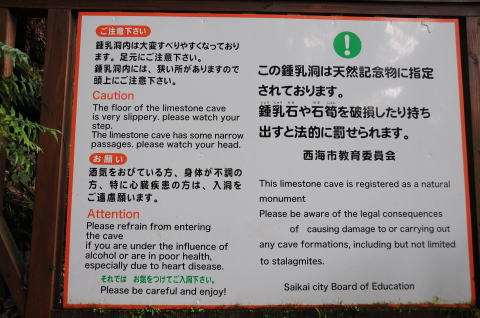 ご注意下さい
鍾乳洞内は大変すべりやすくなっており
ます。足元にご注意下さい。
鍾乳洞内には、狭い所がありますので
頭上にご注意下さい。
Caution
The floor of the limestone cave
is very slippery. please watch your
step.
The limestone cave has some narrow
passages. please watch your head.
お願い
酒気をおびている方、身体が不調の
方、特に心臓疾患の方は、入洞を
ご遠慮願います。
Attention
Please refrain from entering
the cave
if you are under the influence of
alcohol or are in poor health,
especially due to heart disease.
それでは お気をつけてご入洞下さい。
Please be careful and enjoy!
!
この鍾乳洞は天然記念物に指定
されております。
鍾乳石や石筍を破損したり持ち
出すと法的に罰せられます。
西海市教育委員会
This limestone cave is registered as a natural
monument
Please be aware of the legal consequences
of causing damage to or carrying out
any cave formations, including but not limited
to stalagmites.
Saikai city Board of Education